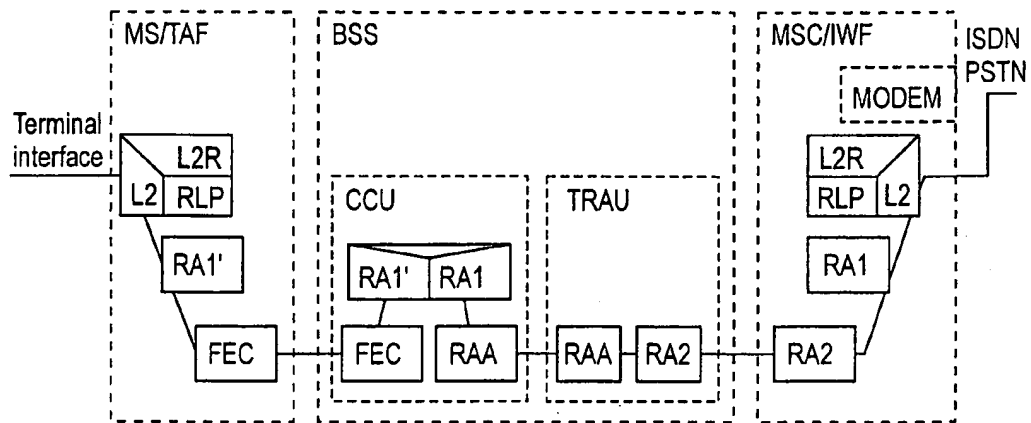 MS/TAF
BSS
MSC/IWF
ISDN
PSTN
MODEM
Terminal
interface
L2R
L2
RLP
L2R
RLP
L2
CCU
TRAU
RA1'
RA1'
RA1
RA1
FEC
FEC
RAA
RAA
RA2
RA2